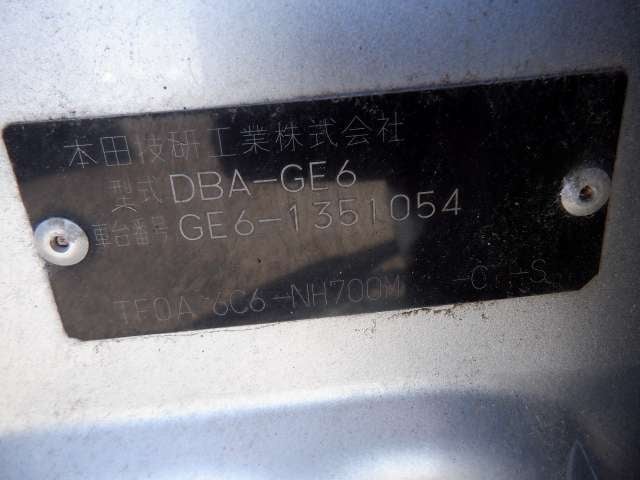 本田技研工業株式会社
型式 DBA-GE6
車台番号 GE6-1351054
TF0A 6C6-NH700M -C -S